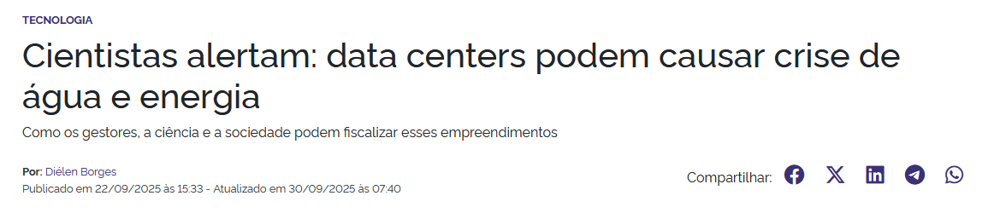 TECNOLOGIA
Cientistas alertam: data centers podem causar crise de
água e energia
Como os gestores, a ciência e a sociedade podem fiscalizar esses empreendimentos
Por: Diélen Borges
Publicado em 22/09/2025 às 15:33 - Atualizado em 30/09/2025 às 07:40
Compartilhar: